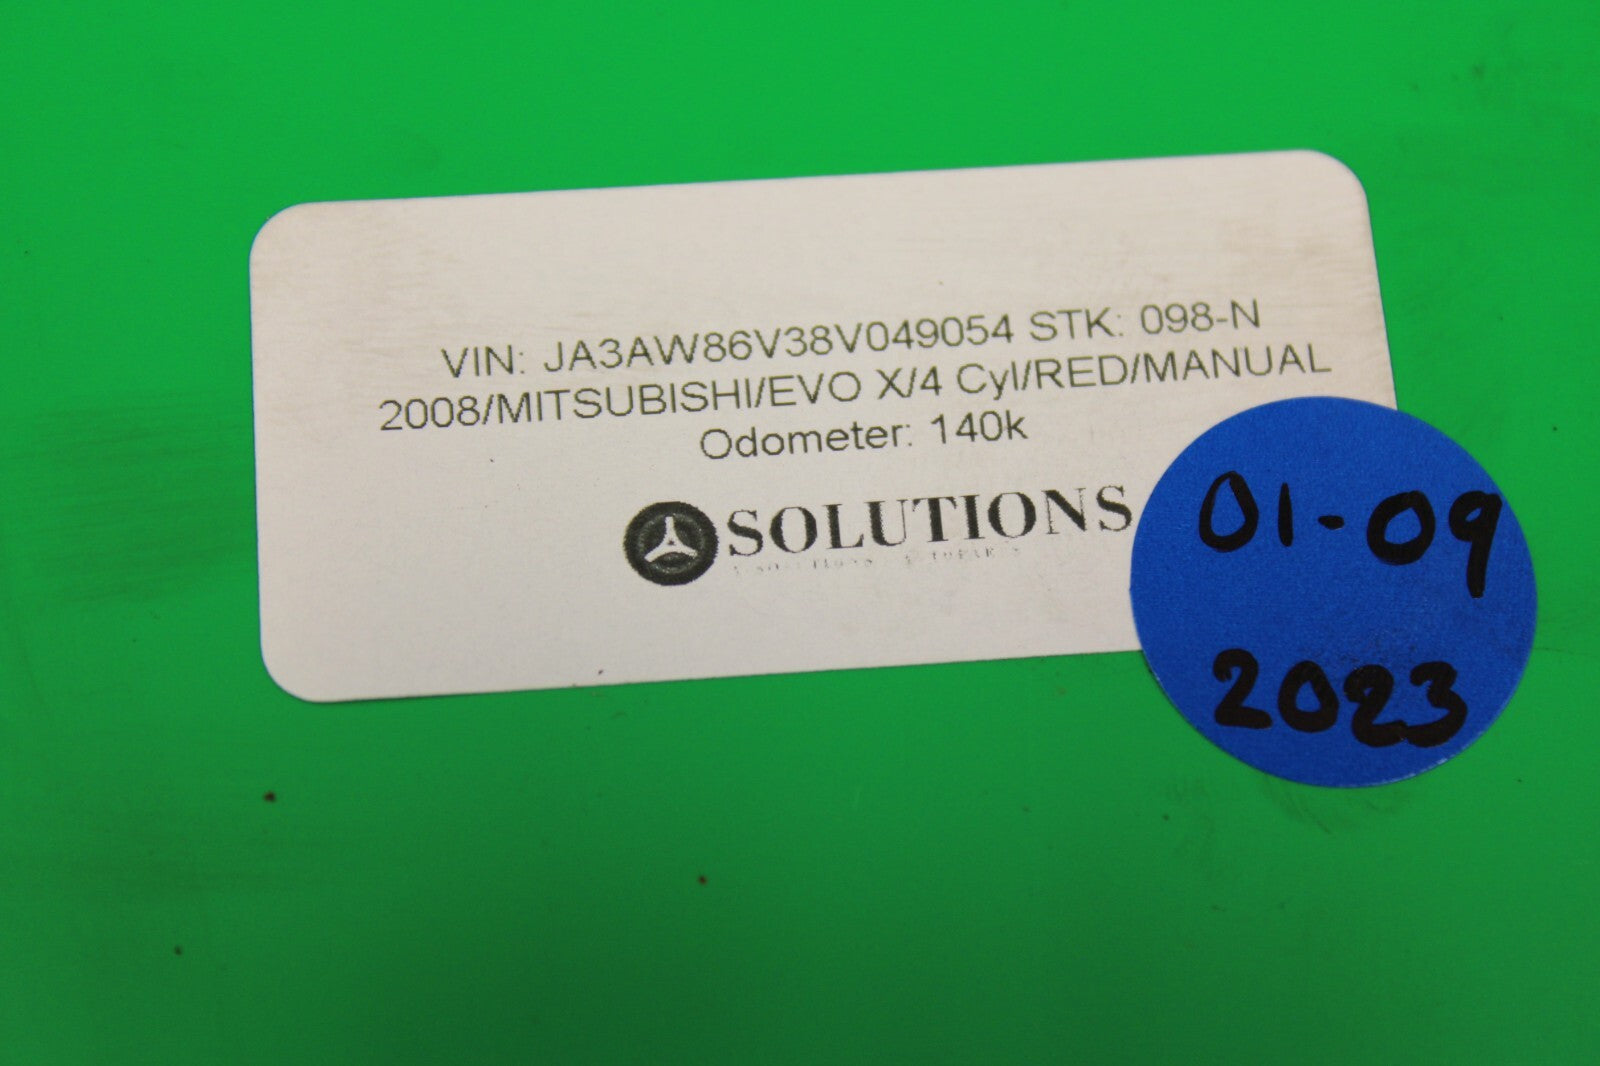 VIN: JA3AW86V38V049054 STK: 098-N
2008/MITSUBISHI/EVO X/4 Cyl/RED/MANUAL
Odometer: 140k
SOLUTIONS
01-09
2023